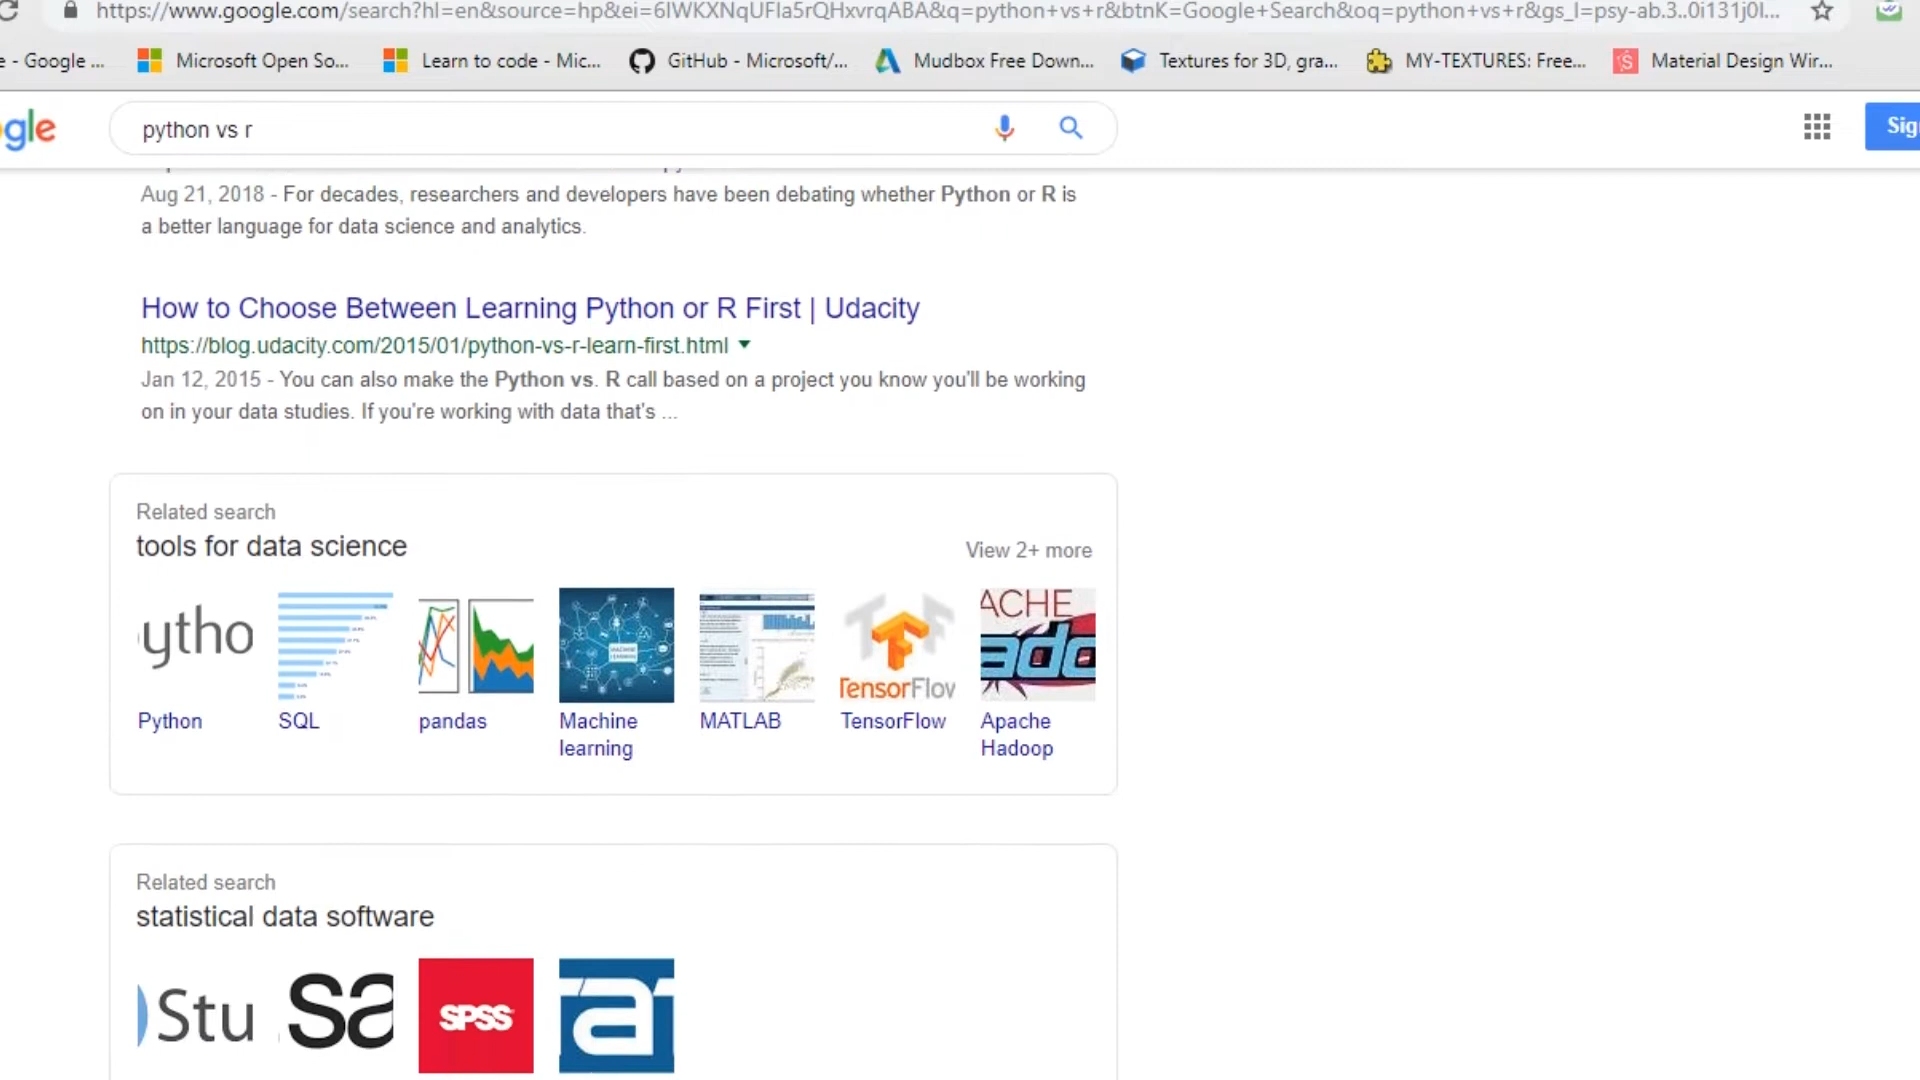 https://www.google.com/search?hl=en&source=hp&ei=6IWKXNqUFIa5rQHxvrqABA&q=python+vs+r&btnK=Google+Search&oq=python+vs+r&gs_l=psy-ab.3..0i131j0l...
e - Google ... Microsoft Open So... Learn to code - Mic... GitHub - Microsoft/... Mudbox Free Down... Textures for 3D, gra... MY-TEXTURES: Free... Material Design Wir...
gle python vs r Sig
Aug 21, 2018 - For decades, researchers and developers have been debating whether Python or R is
a better language for data science and analytics.
How to Choose Between Learning Python or R First | Udacity
https://blog.udacity.com/2015/01/python-vs-r-learn-first.html
Jan 12, 2015 - You can also make the Python vs. R call based on a project you know you'll be working
on in your data studies. If you're working with data that's ...
Related search
tools for data science
View 2+ more
ytho
MACHINE LEARNING
TensorFlow
ACHE
ado
Python SQL pandas Machine learning MATLAB TensorFlow Apache Hadoop
Related search
statistical data software
Stu sa SPSS a